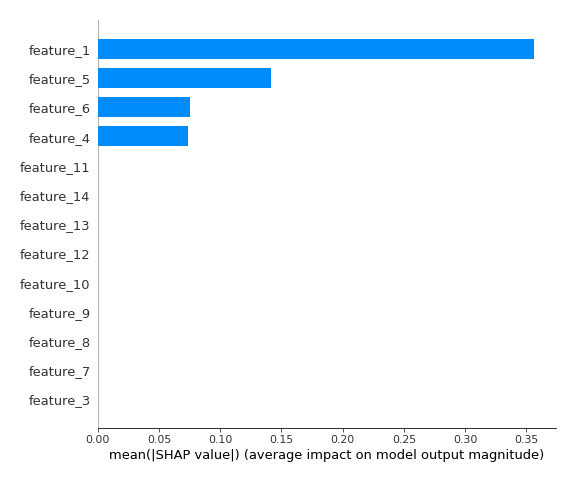 feature_1
feature_5
feature_6
feature_4
feature_11
feature_14
feature_13
feature_12
feature_10
feature_9
feature_8
feature_7
feature_3
0.00 0.05 0.10 0.15 0.20 0.25 0.30 0.35
mean(|SHAP value|) (average impact on model output magnitude)